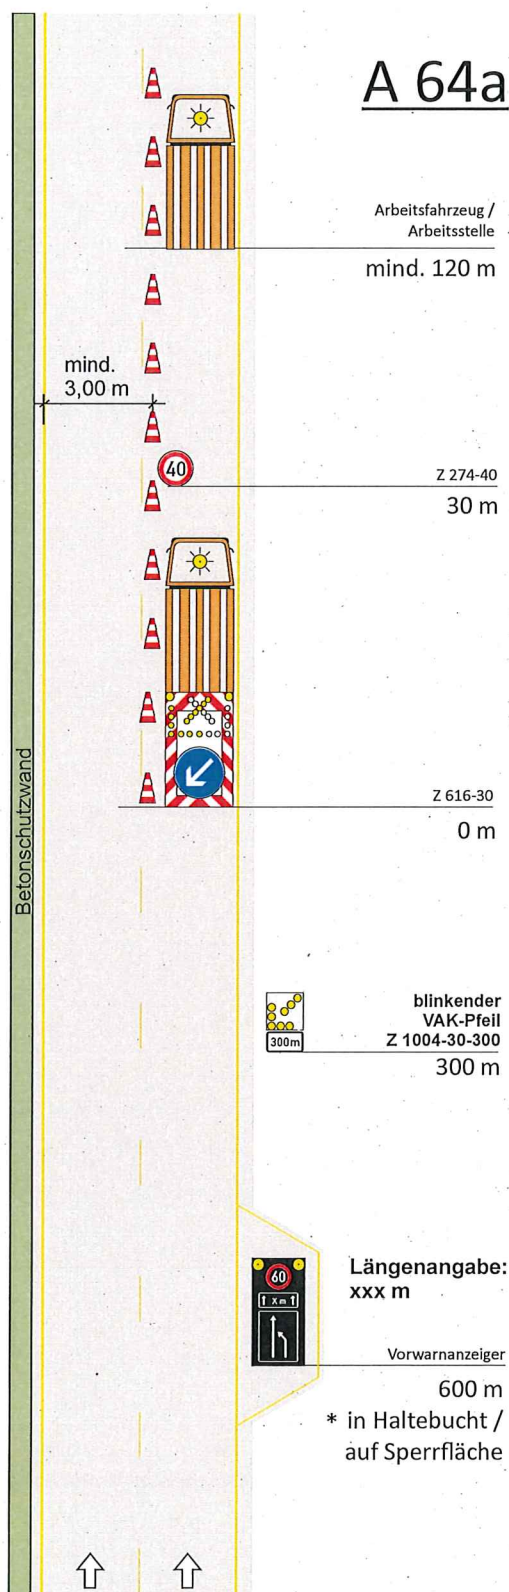 A 64a
Arbeitsfahrzeug /
Arbeitsstelle
mind. 120 m
mind.
3,00 m
40
Z 274-40
30 m
Z 616-30
0 m
Betonschutzwand
blinkender
VAK-Pfeil
Z 1004-30-300
300m
300 m
60
X m
Längenangabe:
xxx m
Vorwarnanzeiger
600 m
* in Haltebucht /
auf Sperrfläche